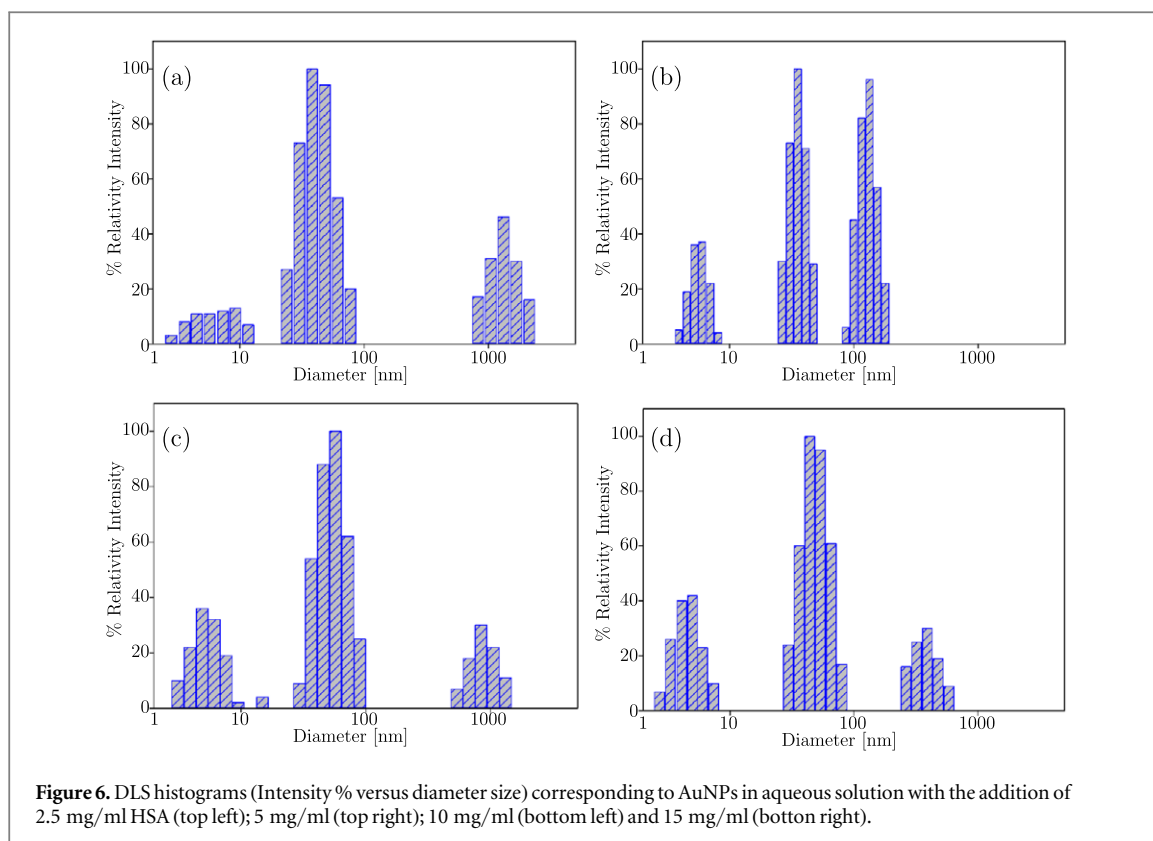 (a)
% Relativity Intensity
100
80
60
40
20
0
1 10 100 1000
Diameter [nm]
(b)
% Relativity Intensity
100
80
60
40
20
0
1 10 100 1000
Diameter [nm]
(c)
% Relativity Intensity
100
80
60
40
20
0
1 10 100 1000
Diameter [nm]
(d)
% Relativity Intensity
100
80
60
40
20
0
1 10 100 1000
Diameter [nm]
Figure 6. DLS histograms (Intensity % versus diameter size) corresponding to AuNPs in aqueous solution with the addition of
2.5 mg/ml HSA (top left); 5 mg/ml (top right); 10 mg/ml (bottom left) and 15 mg/ml (botton right).